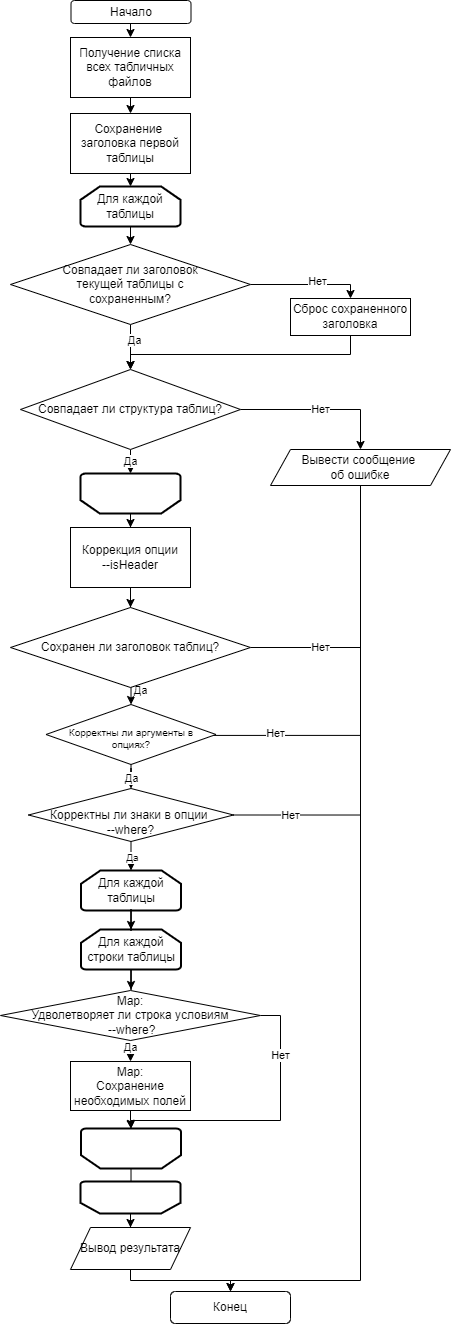 Начало
Получение списка
всех табличных
файлов
Сохранение
заголовка первой
таблицы
Для каждой
таблицы
Совпадает ли заголовок
текущей таблицы с
сохраненным?
Нет
Сброс сохраненного
заголовка
Да
Совпадает ли структура таблиц?
Нет
Вывести сообщение
об ошибке
Да
Коррекция опции
--isHeader
Сохранен ли заголовок таблиц?
Нет
Да
Корректны ли аргументы в
опциях?
Нет
Да
Корректны ли знаки в опции
--where?
Нет
Да
Для каждой
таблицы
Для каждой
строки таблицы
Map:
Удволетворяет ли строка условиям
--where?
Да
Нет
Map:
Сохранение
необходимых полей
Вывод результата
Конец